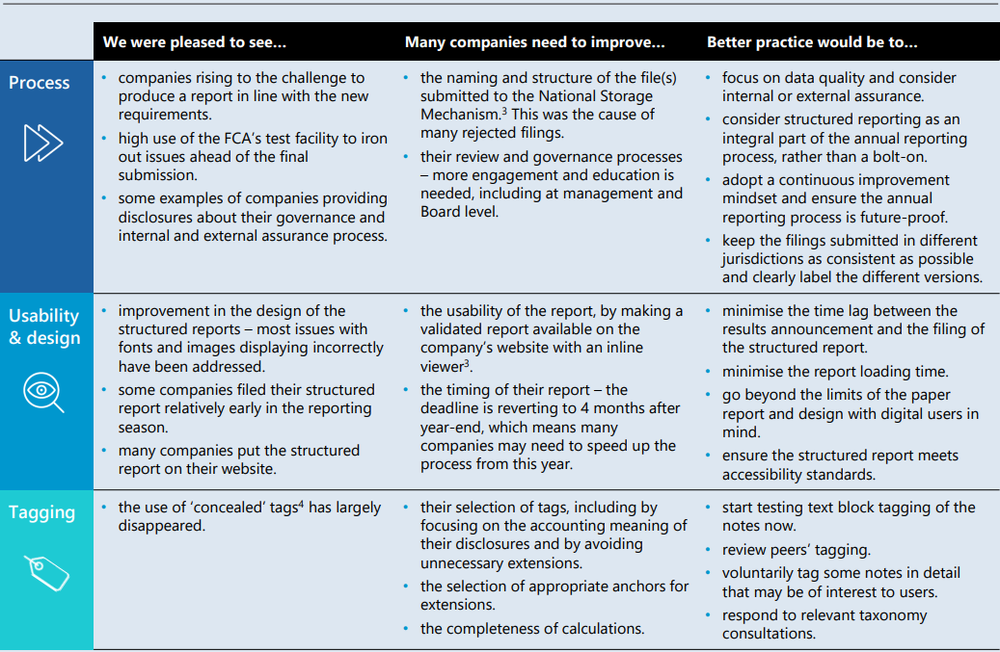 We were pleased to see…
Many companies need to improve…
Better practice would be to…
Process
• companies rising to the challenge to
produce a report in line with the new
requirements.
• high use of the FCA’s test facility to iron
out issues ahead of the final
submission.
• some examples of companies providing
disclosures about their governance and
internal and external assurance process.
• the naming and structure of the file(s)
submitted to the National Storage
Mechanism.³ This was the cause of
many rejected filings.
• their review and governance processes
– more engagement and education is
needed, including at management and
Board level.
• focus on data quality and consider
internal or external assurance.
• consider structured reporting as an
integral part of the annual reporting
process, rather than a bolt-on.
• adopt a continuous improvement
mindset and ensure the annual
reporting process is future-proof.
• keep the filings submitted in different
jurisdictions as consistent as possible
and clearly label the different versions.
Usability
& design
• improvement in the design of the
structured reports – most issues with
fonts and images displaying incorrectly
have been addressed.
• some companies filed their structured
report relatively early in the reporting
season.
• many companies put the structured
report on their website.
• the usability of the report, by making a
validated report available on the
company’s website with an inline
viewer³.
• the timing of their report – the
deadline is reverting to 4 months after
year-end, which means many
companies may need to speed up the
process from this year.
• minimise the time lag between the
results announcement and the filing of
the structured report.
• minimise the report loading time.
• go beyond the limits of the paper
report and design with digital users in
mind.
• ensure the structured report meets
accessibility standards.
Tagging
• the use of ‘concealed’ tags⁴ has largely
disappeared.
• their selection of tags, including by
focusing on the accounting meaning of
their disclosures and by avoiding
unnecessary extensions.
• the selection of appropriate anchors for
extensions.
• the completeness of calculations.
• start testing text block tagging of the
notes now.
• review peers’ tagging.
• voluntarily tag some notes in detail
that may be of interest to users.
• respond to relevant taxonomy
consultations.